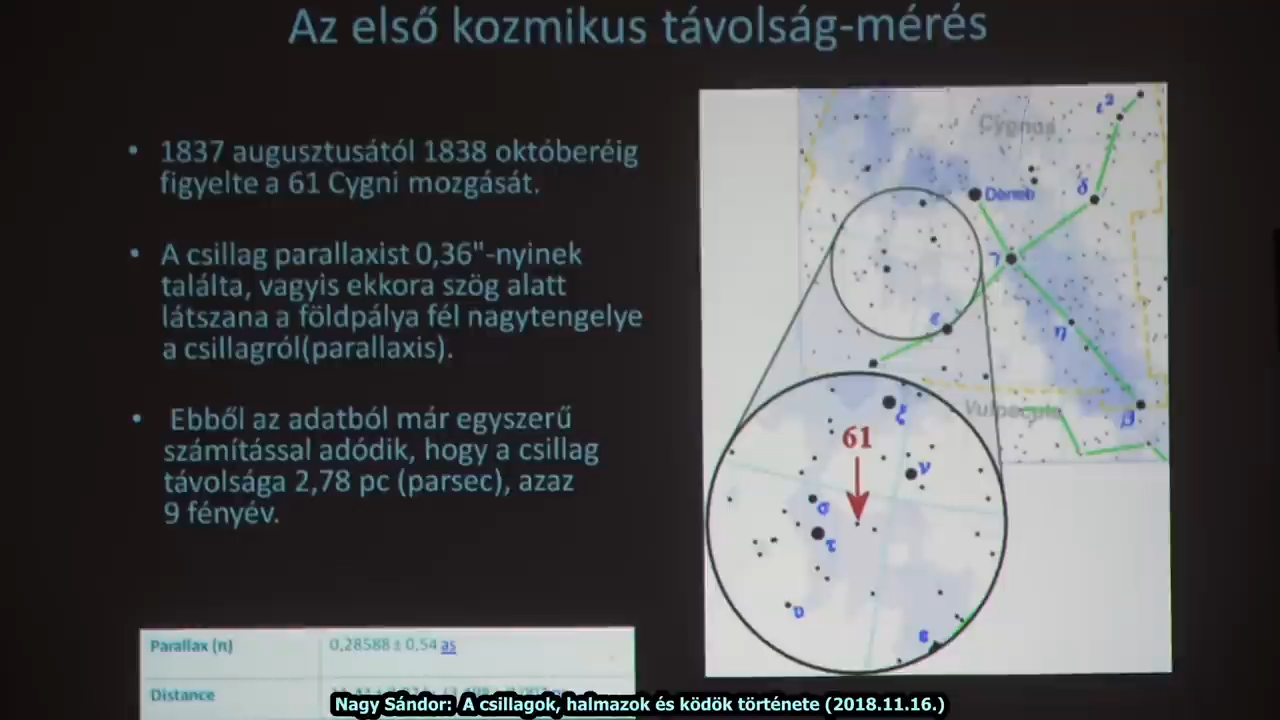 Az első kozmikus távolság-mérés
• 1837 augusztusától 1838 októberéig
figyelte a 61 Cygni mozgását.
• A csillag parallaxist 0,36"-nyinek
találta, vagyis ekkora szög alatt
látszana a földpálya fél nagytengelye
a csillagról(parallaxis).
• Ebből az adatból már egyszerű
számítással adódik, hogy a csillag
távolsága 2,78 pc (parsec), azaz
9 fényév.
Cygnus
ι²
Deneb
δ
γ
ε
η
Vulpecula
β
ξ
61
ν
σ
τ
υ
ε
Parallax (π) 0,28588 ± 0,54 as
Distance
Nagy Sándor: A csillagok, halmazok és ködök története (2018.11.16.)